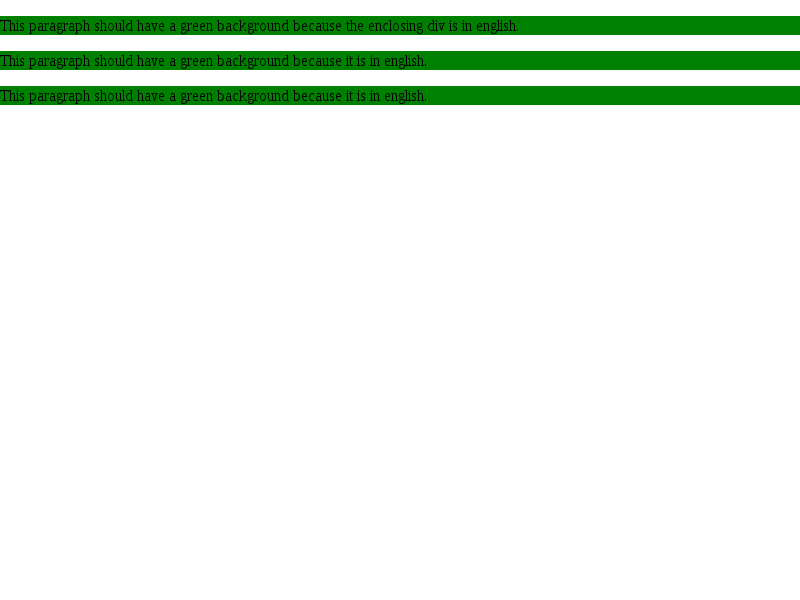 This paragraph should have a green background because the enclosing div is in english.
This paragraph should have a green background because it is in english.
This paragraph should have a green background because it is in english.